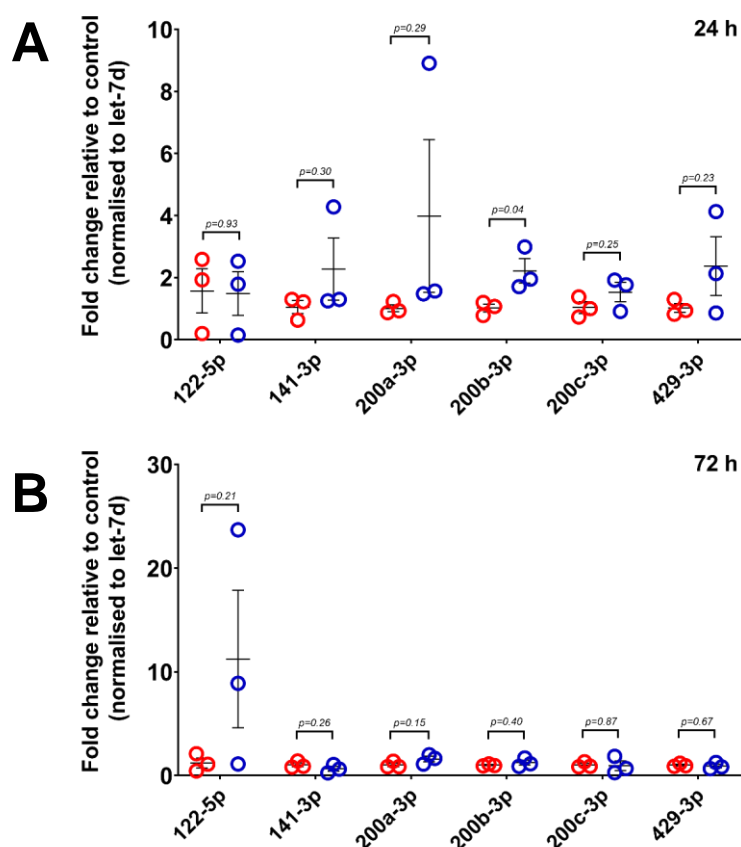 A
24 h
Fold change relative to control
(normalised to let-7d)
10
8
6
4
2
0
p=0.93
p=0.30
p=0.29
p=0.04
p=0.25
p=0.23
122-5p
141-3p
200a-3p
200b-3p
200c-3p
429-3p
B
72 h
Fold change relative to control
(normalised to let-7d)
30
20
10
0
p=0.21
p=0.26
p=0.15
p=0.40
p=0.87
p=0.67
122-5p
141-3p
200a-3p
200b-3p
200c-3p
429-3p